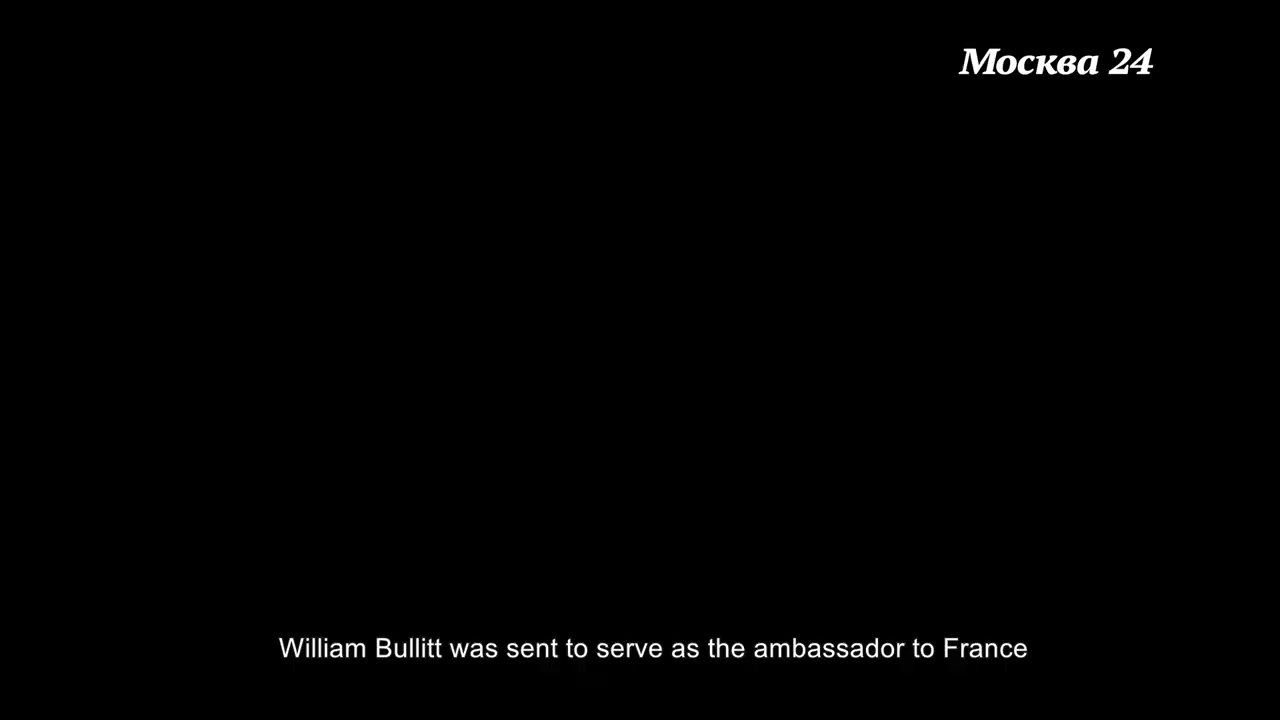 Москва 24
William Bullitt was sent to serve as the ambassador to France